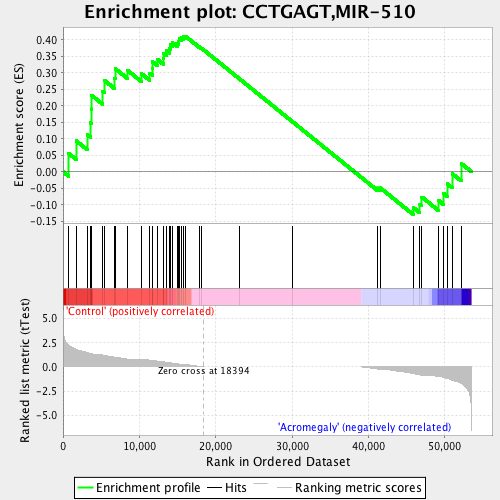 Enrichment plot: CCTGAGT,MIR-510
Enrichment score (ES)
0.40
0.35
0.30
0.25
0.20
0.15
0.10
0.05
0.00
-0.05
-0.10
-0.15
'Control' (positively correlated)
Ranked list metric (tTest)
5.0
2.5
0.0
-2.5
-5.0
Zero cross at 18394
'Acromegaly' (negatively correlated)
0
10,000
20,000
30,000
40,000
50,000
Rank in Ordered Dataset
Enrichment profile
Hits
Ranking metric scores